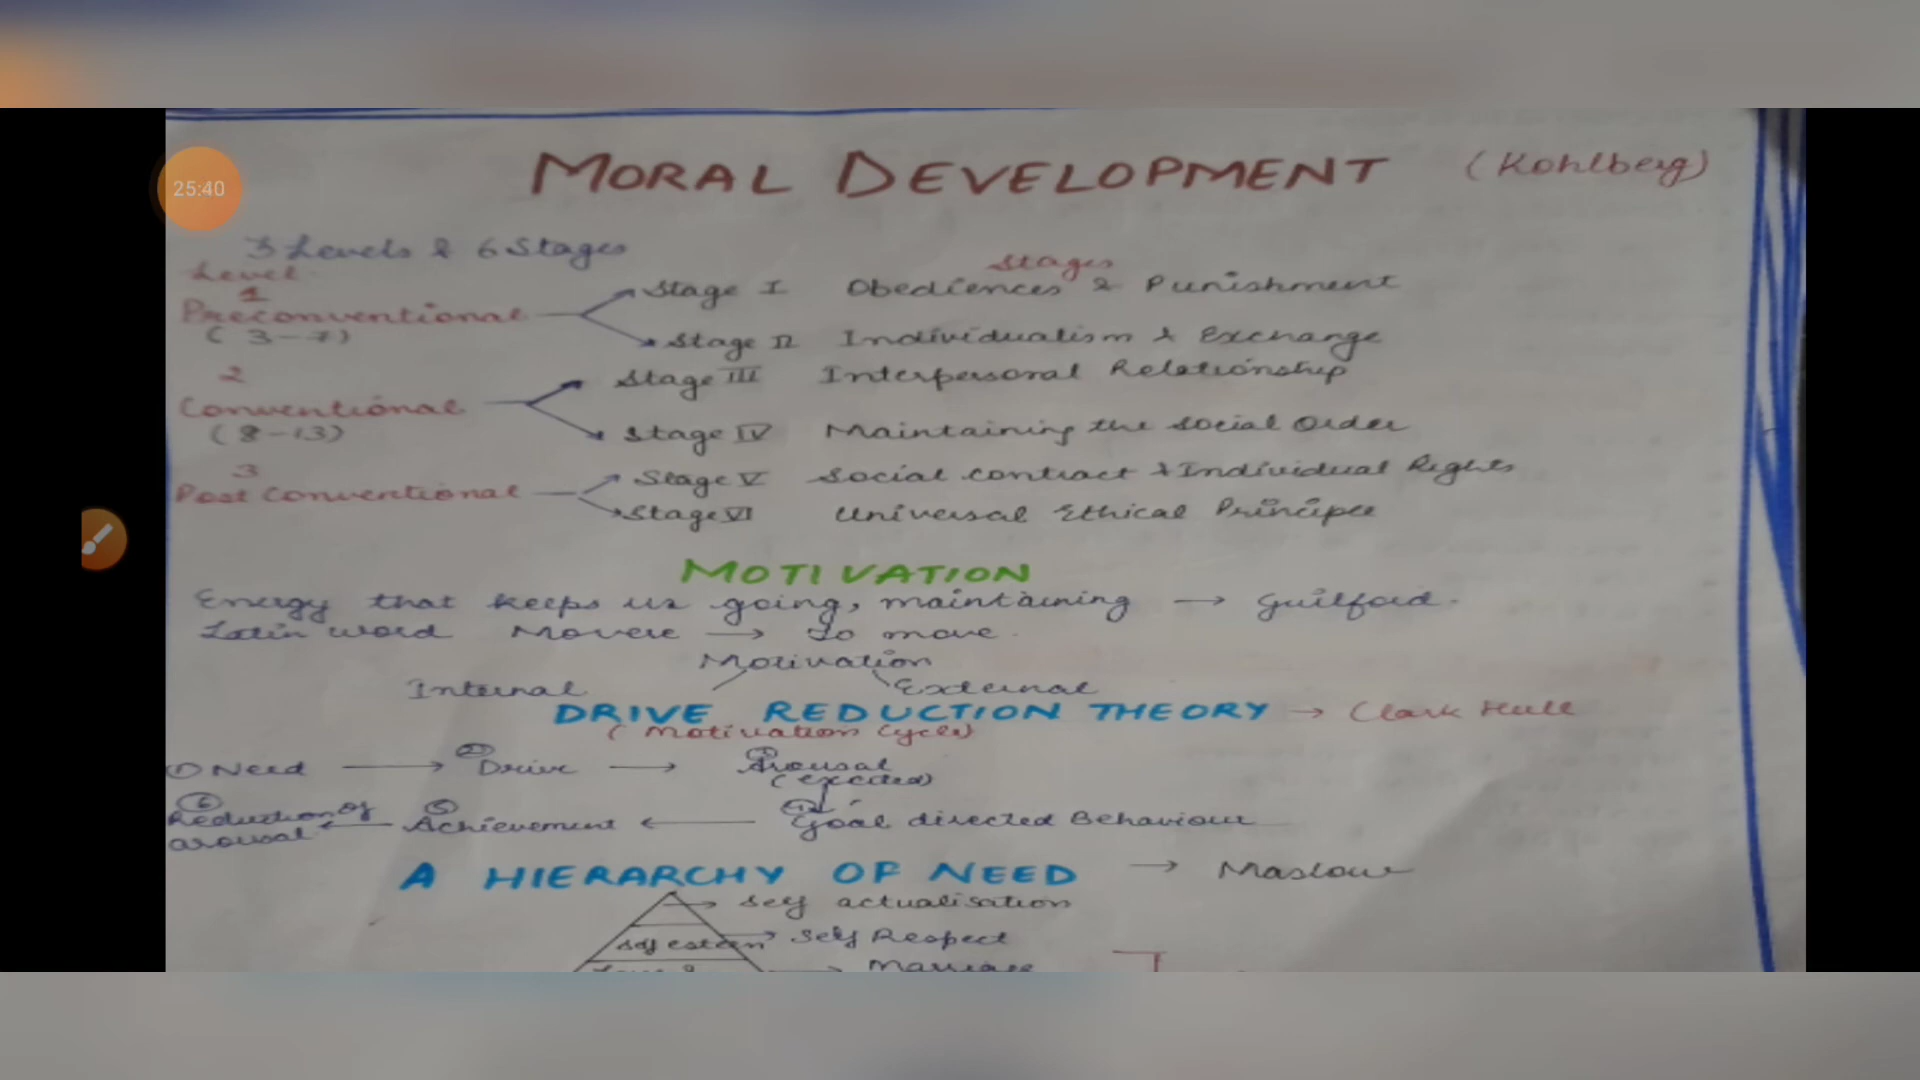 MORAL DEVELOPMENT (Kohlberg)
25:40
3 Levels & 6 Stages
Level
Stages
1
Preconventional
(3-7)
Stage I Obediences & Punishment
Stage II Individualism & Exchange
2
Conventional
(8-13)
Stage III Interpersonal Relationship
Stage IV Maintaining the Social Order
3
Post Conventional
Stage V Social contract & Individual Rights
Stage VI Universal Ethical Principle
MOTIVATION
Energy that keeps us going, maintaining → Guilford.
Latin word Movere → To move.
Motivation
Internal External
DRIVE REDUCTION THEORY → Clark Hull
(Motivation Cycle)
① Need → ② Drive → ③ Arousal
(excited)
④ Goal directed Behaviour
⑤ Achievement
⑥ Reduction of
arousal
A HIERARCHY OF NEED → Maslow
→ Self actualisation
Self esteem → Self Respect
→ Marriage